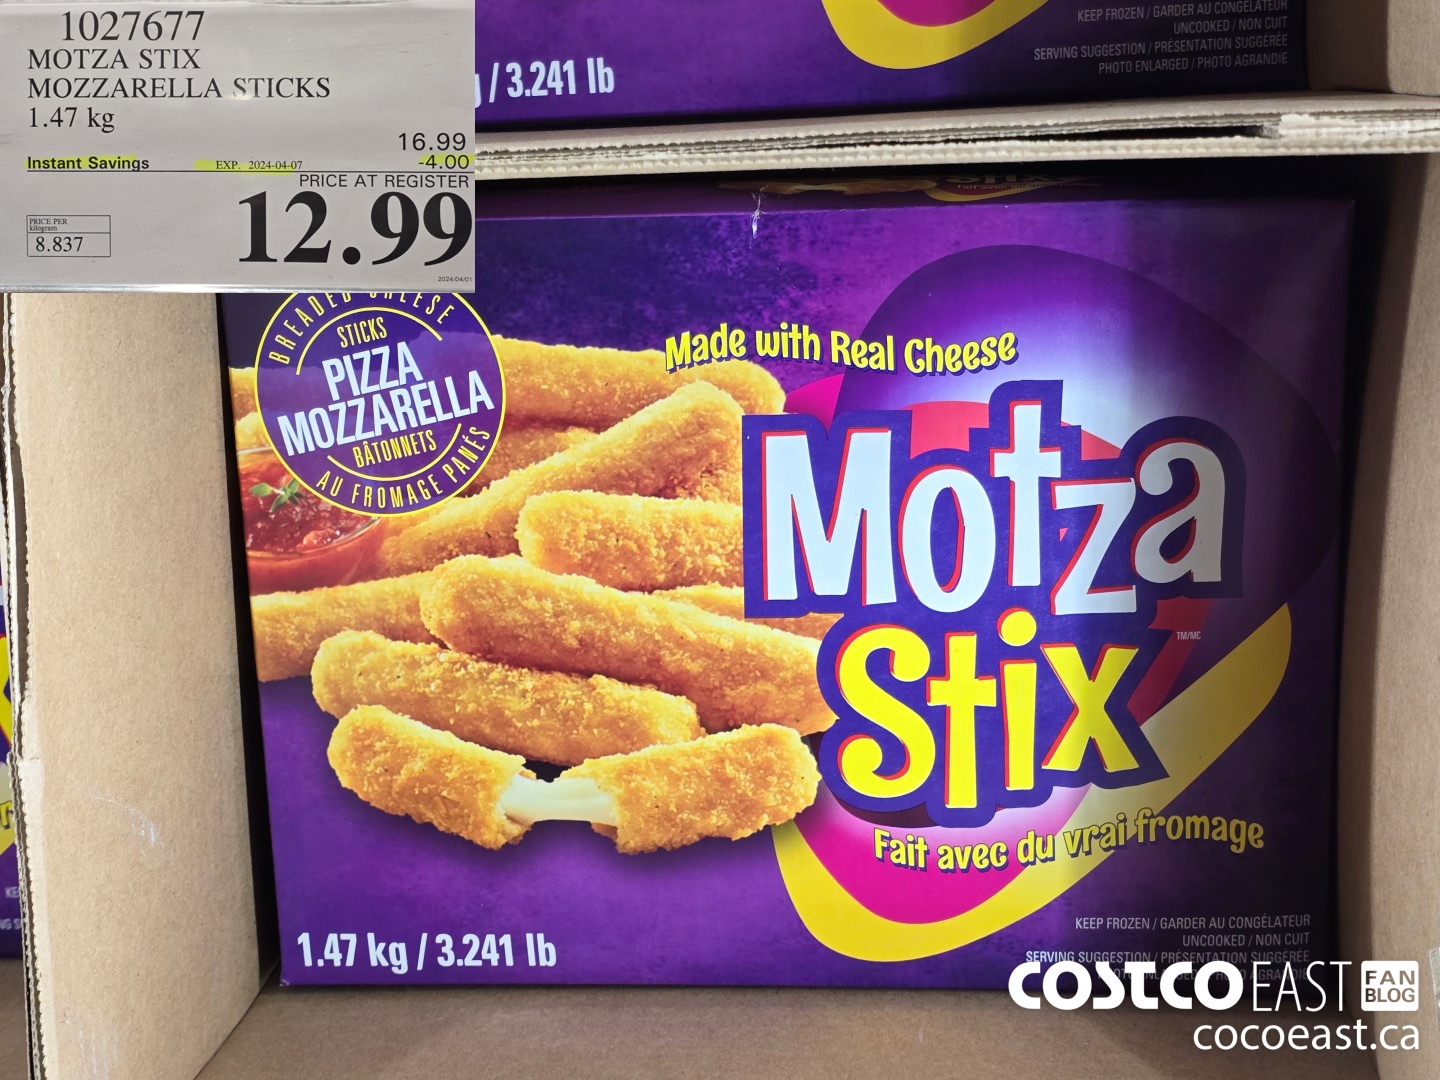 1027677
MOTZA STIX
MOZZARELLA STICKS
1.47 kg
16.99
Instant Savings EXP. 2024-04-07 -4.00
PRICE AT REGISTER
12.99
PRICE PER
kilogram
8.837
2024/04/01
/ 3.241 lb
KEEP FROZEN / GARDER AU CONGÉLATEUR
UNCOOKED / NON CUIT
SERVING SUGGESTION / PRÉSENTATION SUGGÉRÉE
PHOTO ENLARGED / PHOTO AGRANDIE
BREADED CHEESE
STICKS
PIZZA
MOZZARELLA
BÂTONNETS
AU FROMAGE PANÉS
Made with Real Cheese
Motza
Stix
TM/MC
Fait avec du vrai fromage
1.47 kg / 3.241 lb
KEEP FROZEN / GARDER AU CONGÉLATEUR
UNCOOKED / NON CUIT
SERVING SUGGESTION / PRÉSENTATION SUGGÉRÉE
COSTCO EAST FAN BLOG
cocoeast.ca